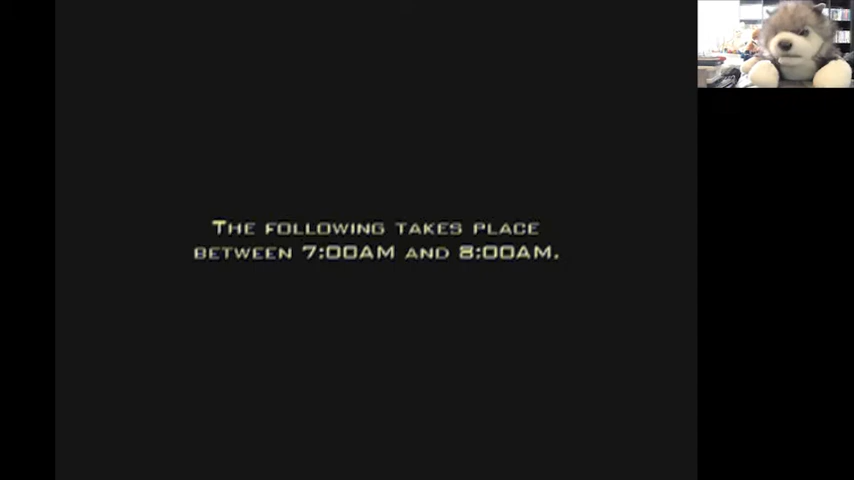 The following takes place
between 7:00AM and 8:00AM.